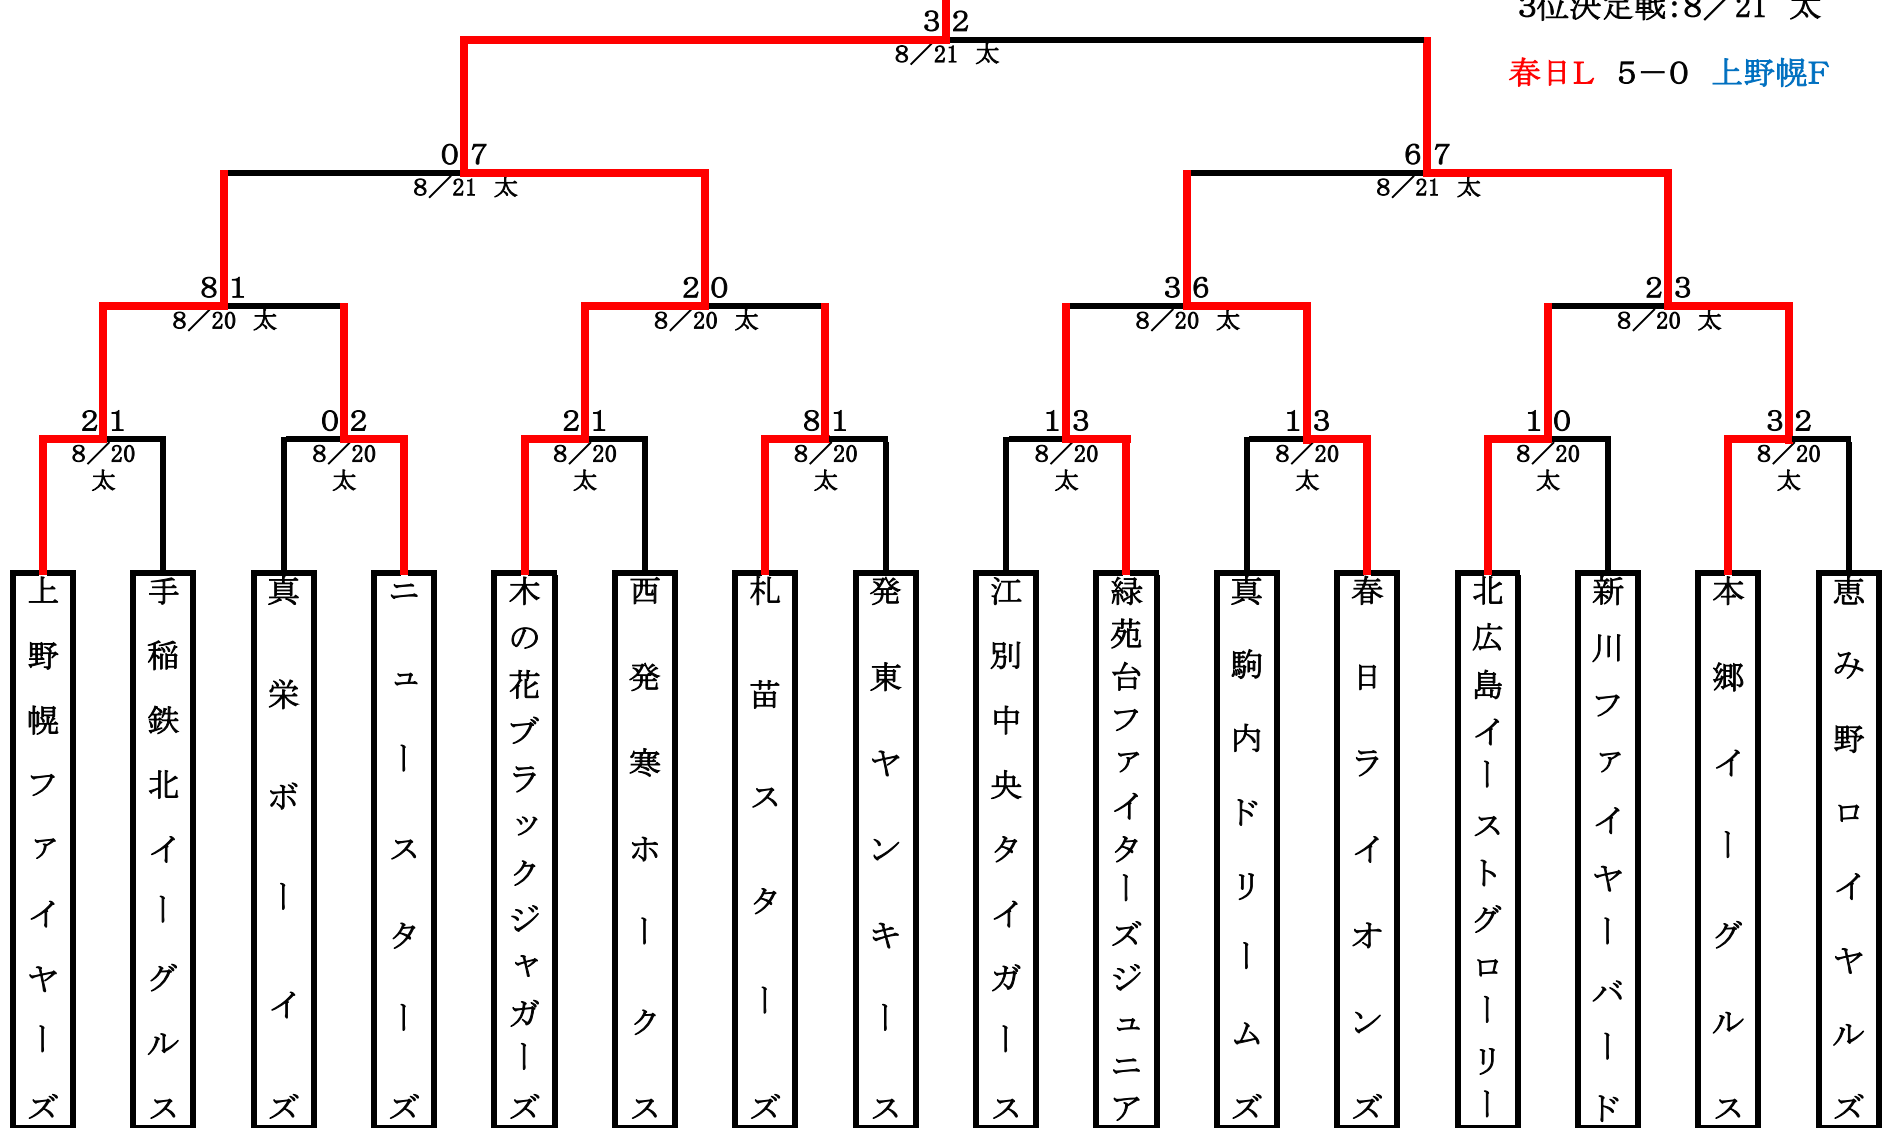 3位決定戦:8／21 太
春日L 5－0 上野幌F
3 2
8／21 太
0 7
8／21 太
6 7
8／21 太
8 1
8／20 太
2 0
8／20 太
3 6
8／20 太
2 3
8／20 太
2 1
8／20
太
0 2
8／20
太
2 1
8／20
太
8 1
8／20
太
1 3
8／20
太
1 3
8／20
太
1 0
8／20
太
3 2
8／20
太
上野幌ファイヤーズ
手稲鉄北イーグルス
真栄ボーイズ
ニュースターズ
木の花ブラックジャガーズ
西発寒ホークス
札苗スターズ
発東ヤンキース
江別中央タイガース
緑苑台ファイターズジュニア
真駒内ドリームズ
春日ライオンズ
北広島イーストグローリー
新川ファイヤーバード
本郷イーグルス
恵み野ロイヤルズ